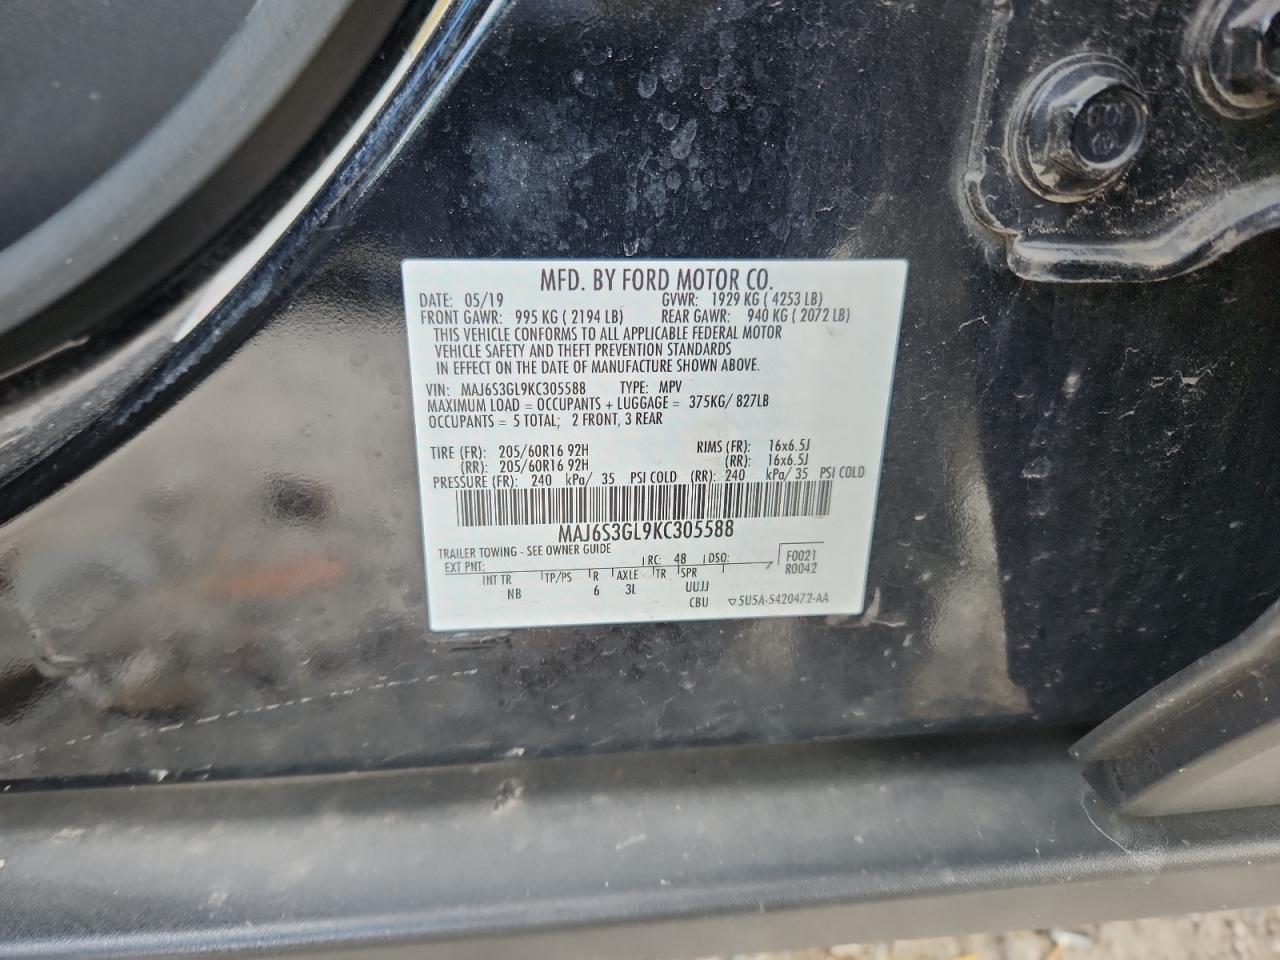 MFD. BY FORD MOTOR CO.
DATE: 05/19 GVWR: 1929 KG ( 4253 LB)
FRONT GAWR: 995 KG ( 2194 LB) REAR GAWR: 940 KG ( 2072 LB)
THIS VEHICLE CONFORMS TO ALL APPLICABLE FEDERAL MOTOR
VEHICLE SAFETY AND THEFT PREVENTION STANDARDS
IN EFFECT ON THE DATE OF MANUFACTURE SHOWN ABOVE.
VIN: MAJ6S3GL9KC305588 TYPE: MPV
MAXIMUM LOAD = OCCUPANTS + LUGGAGE = 375KG/ 827LB
OCCUPANTS = 5 TOTAL; 2 FRONT, 3 REAR
TIRE (FR): 205/60R16 92H RIMS (FR): 16x6.5J
(RR): 205/60R16 92H (RR): 16x6.5J
PRESSURE (FR): 240 kPa/ 35 PSI COLD (RR): 240 kPa/ 35 PSI COLD
MAJ6S3GL9KC305588
TRAILER TOWING - SEE OWNER GUIDE
EXT PNT: RC: 48 DSO: F0021
R0042
INT TR TP/PS R AXLE TR SPR
NB 6 3L UUJJ
CBU ▽5U5A-5420472-AA